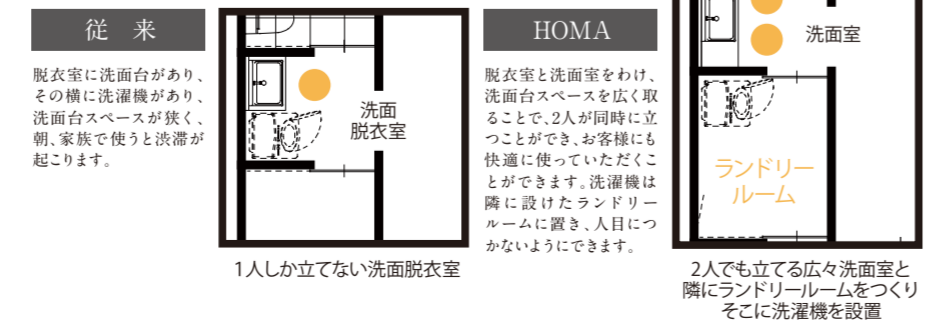 従 来
脱衣室に洗面台があり、
その横に洗濯機があり、
洗面台スペースが狭く、
朝、家族で使うと渋滞が
起こります。
洗面
脱衣室
1人しか立てない洗面脱衣室
HOMA
脱衣室と洗面室をわけ、
洗面台スペースを広く取
ることで、2人が同時に立
つことができ、お客様にも
快適に使っていただくこ
とができます。洗濯機は
隣に設けたランドリー
ルームに置き、人目につ
かないようにできます。
洗面室
ランドリー
ルーム
2人でも立てる広々洗面室と
隣にランドリールームをつくり
そこに洗濯機を設置